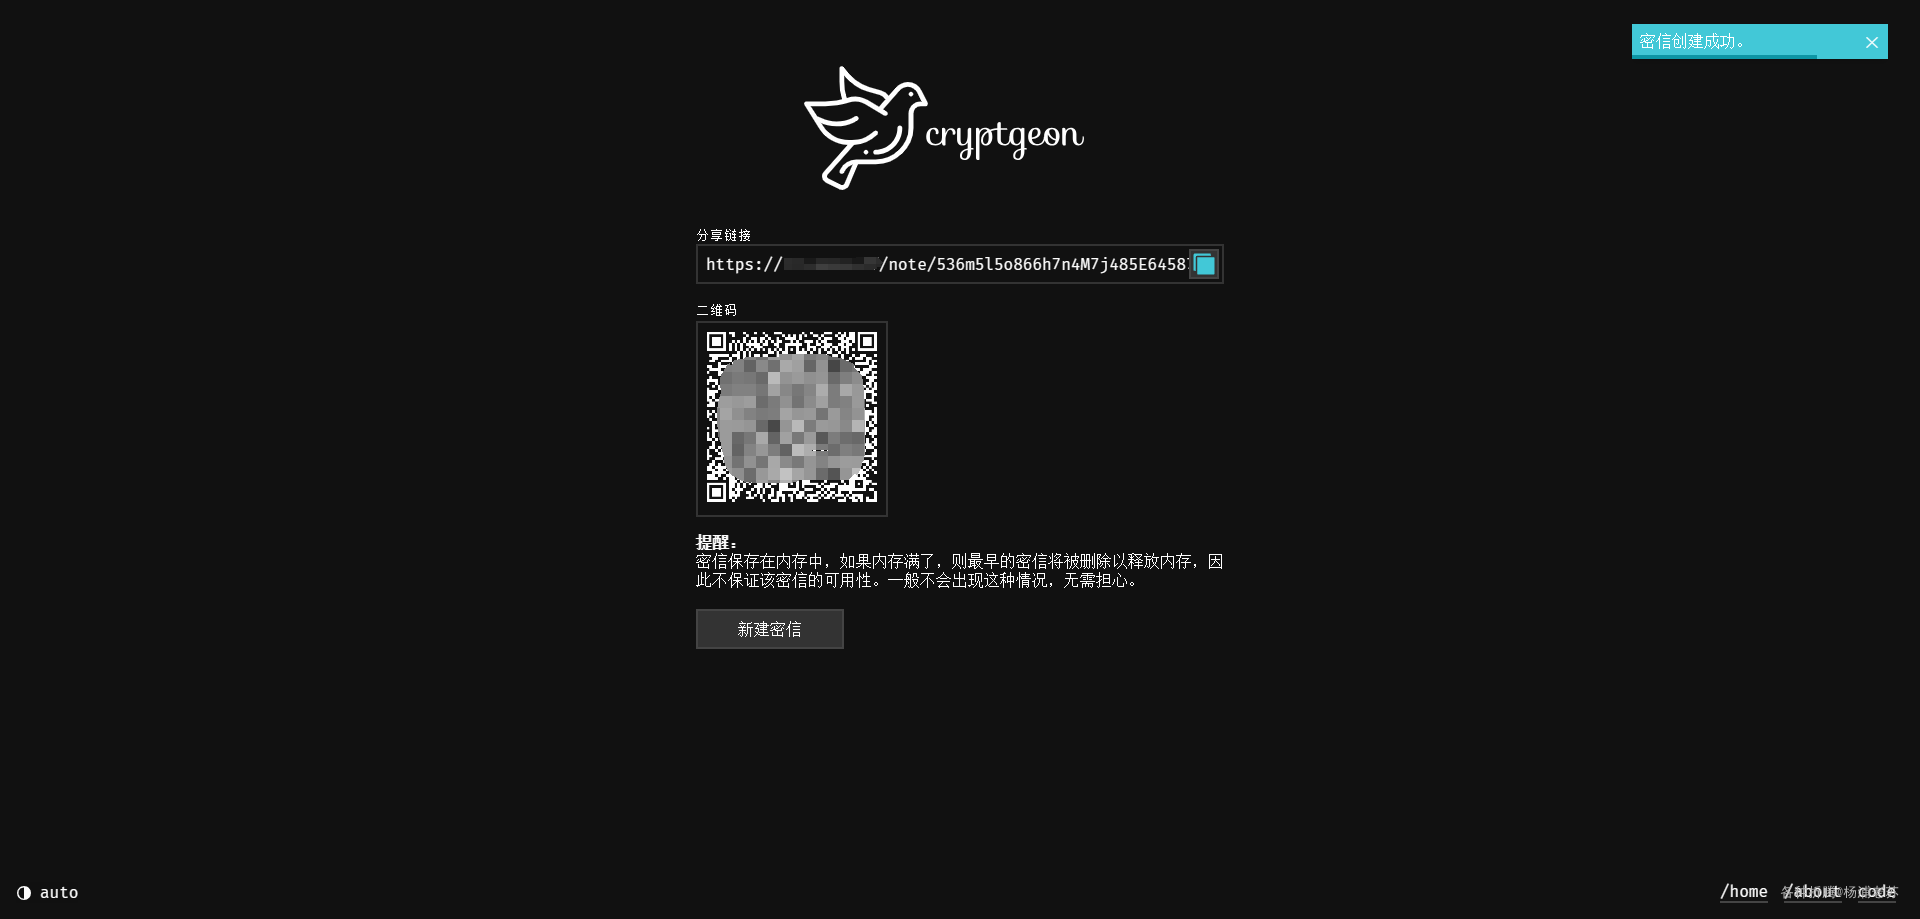 密信创建成功。
cryptgeon
分享链接
https:// /note/536m5l5o866h7n4M7j485E6458
二维码
提醒：
密信保存在内存中，如果内存满了，则最早的密信将被删除以释放内存，因
此不保证该密信的可用性。一般不会出现这种情况，无需担心。
新建密信
auto
/home /about code